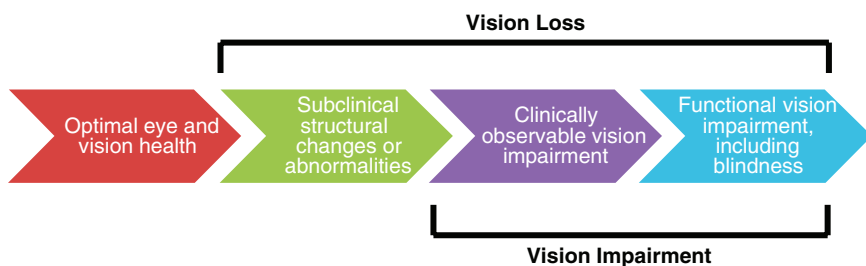 Vision Loss
Optimal eye and
vision health
Subclinical
structural
changes or
abnormalities
Clinically
observable vision
impairment
Functional vision
impairment,
including
blindness
Vision Impairment